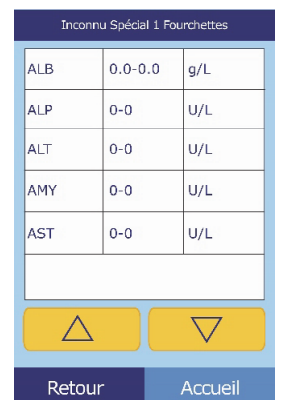 Inconnu Spécial 1 Fourchettes
ALB 0.0-0.0 g/L
ALP 0-0 U/L
ALT 0-0 U/L
AMY 0-0 U/L
AST 0-0 U/L
Retour Accueil